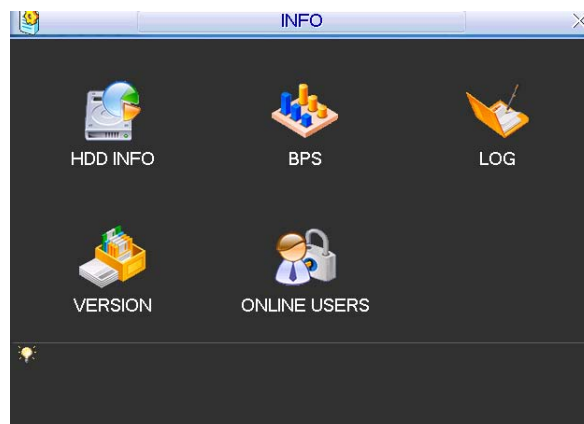 INFO
HDD INFO
BPS
LOG
VERSION
ONLINE USERS